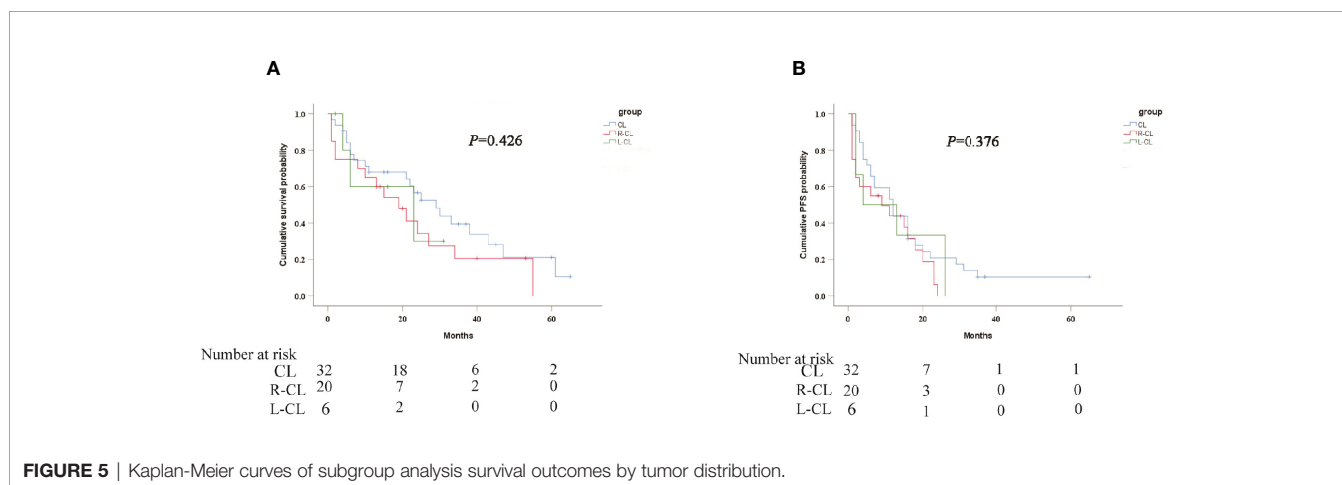 A
group
CL
R-CL
L-CL
P=0.426
Cumulative survival probability
1.0
0.8
0.6
0.4
0.2
0.0
0 20 40 60
Months
Number at risk
CL 32 18 6 2
R-CL 20 7 2 0
L-CL 6 2 0 0
B
group
CL
R-CL
L-CL
P=0.376
Cumulative PFS probability
1.0
0.8
0.6
0.4
0.2
0.0
0 20 40 60
Months
Number at risk
CL 32 7 1 1
R-CL 20 3 0 0
L-CL 6 1 0 0
FIGURE 5 | Kaplan-Meier curves of subgroup analysis survival outcomes by tumor distribution.